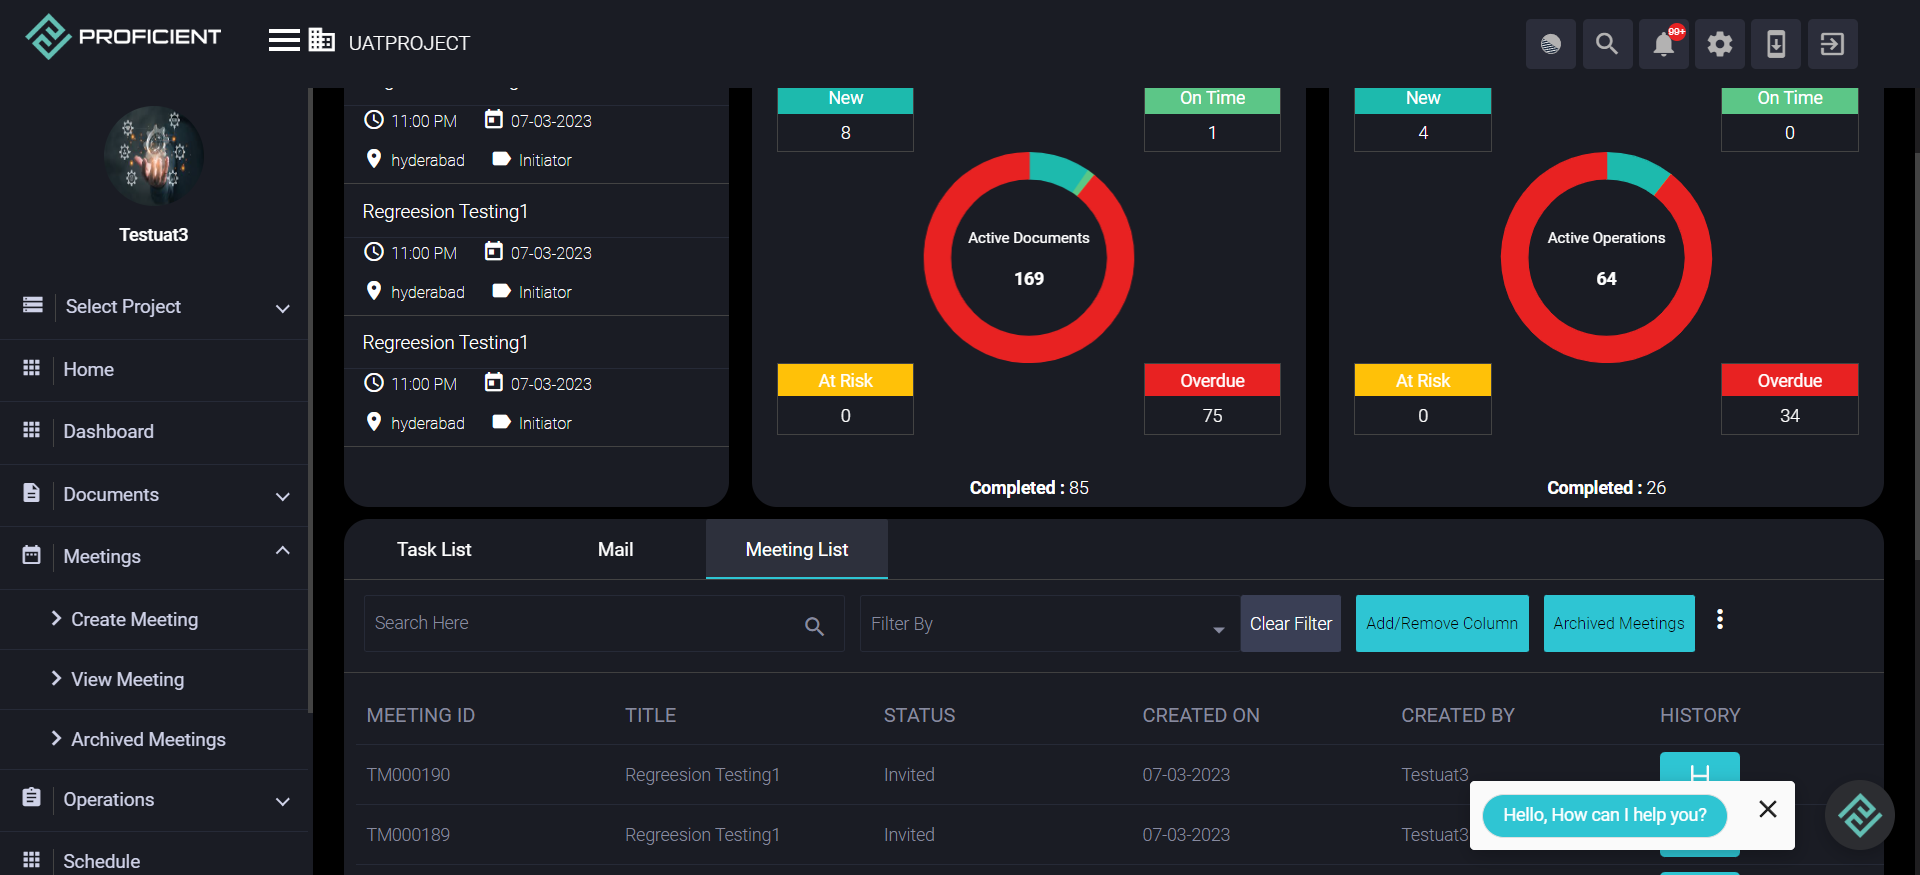 PROFICIENT
UATPROJECT
99+
Testuat3
Select Project
Home
Dashboard
Documents
Meetings
Create Meeting
View Meeting
Archived Meetings
Operations
Schedule
11:00 PM 07-03-2023
hyderabad Initiator
Regreesion Testing1
11:00 PM 07-03-2023
hyderabad Initiator
Regreesion Testing1
11:00 PM 07-03-2023
hyderabad Initiator
New
8
On Time
1
Active Documents
169
At Risk
0
Overdue
75
Completed : 85
New
4
On Time
0
Active Operations
64
At Risk
0
Overdue
34
Completed : 26
Task List Mail Meeting List
Search Here Filter By Clear Filter Add/Remove Column Archived Meetings
MEETING ID TITLE STATUS CREATED ON CREATED BY HISTORY
TM000190 Regreesion Testing1 Invited 07-03-2023 Testuat3 H
TM000189 Regreesion Testing1 Invited 07-03-2023 Testuat3
Hello, How can I help you?